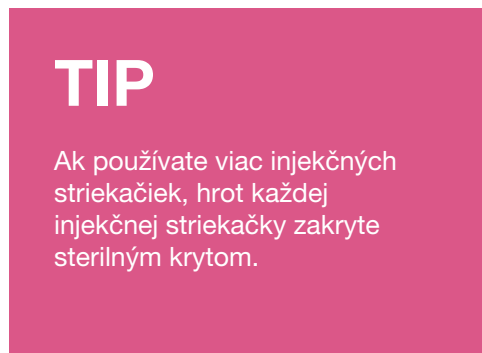 TIP
Ak používate viac injekčných
striekačiek, hrot každej
injekčnej striekačky zakryte
sterilným krytom.